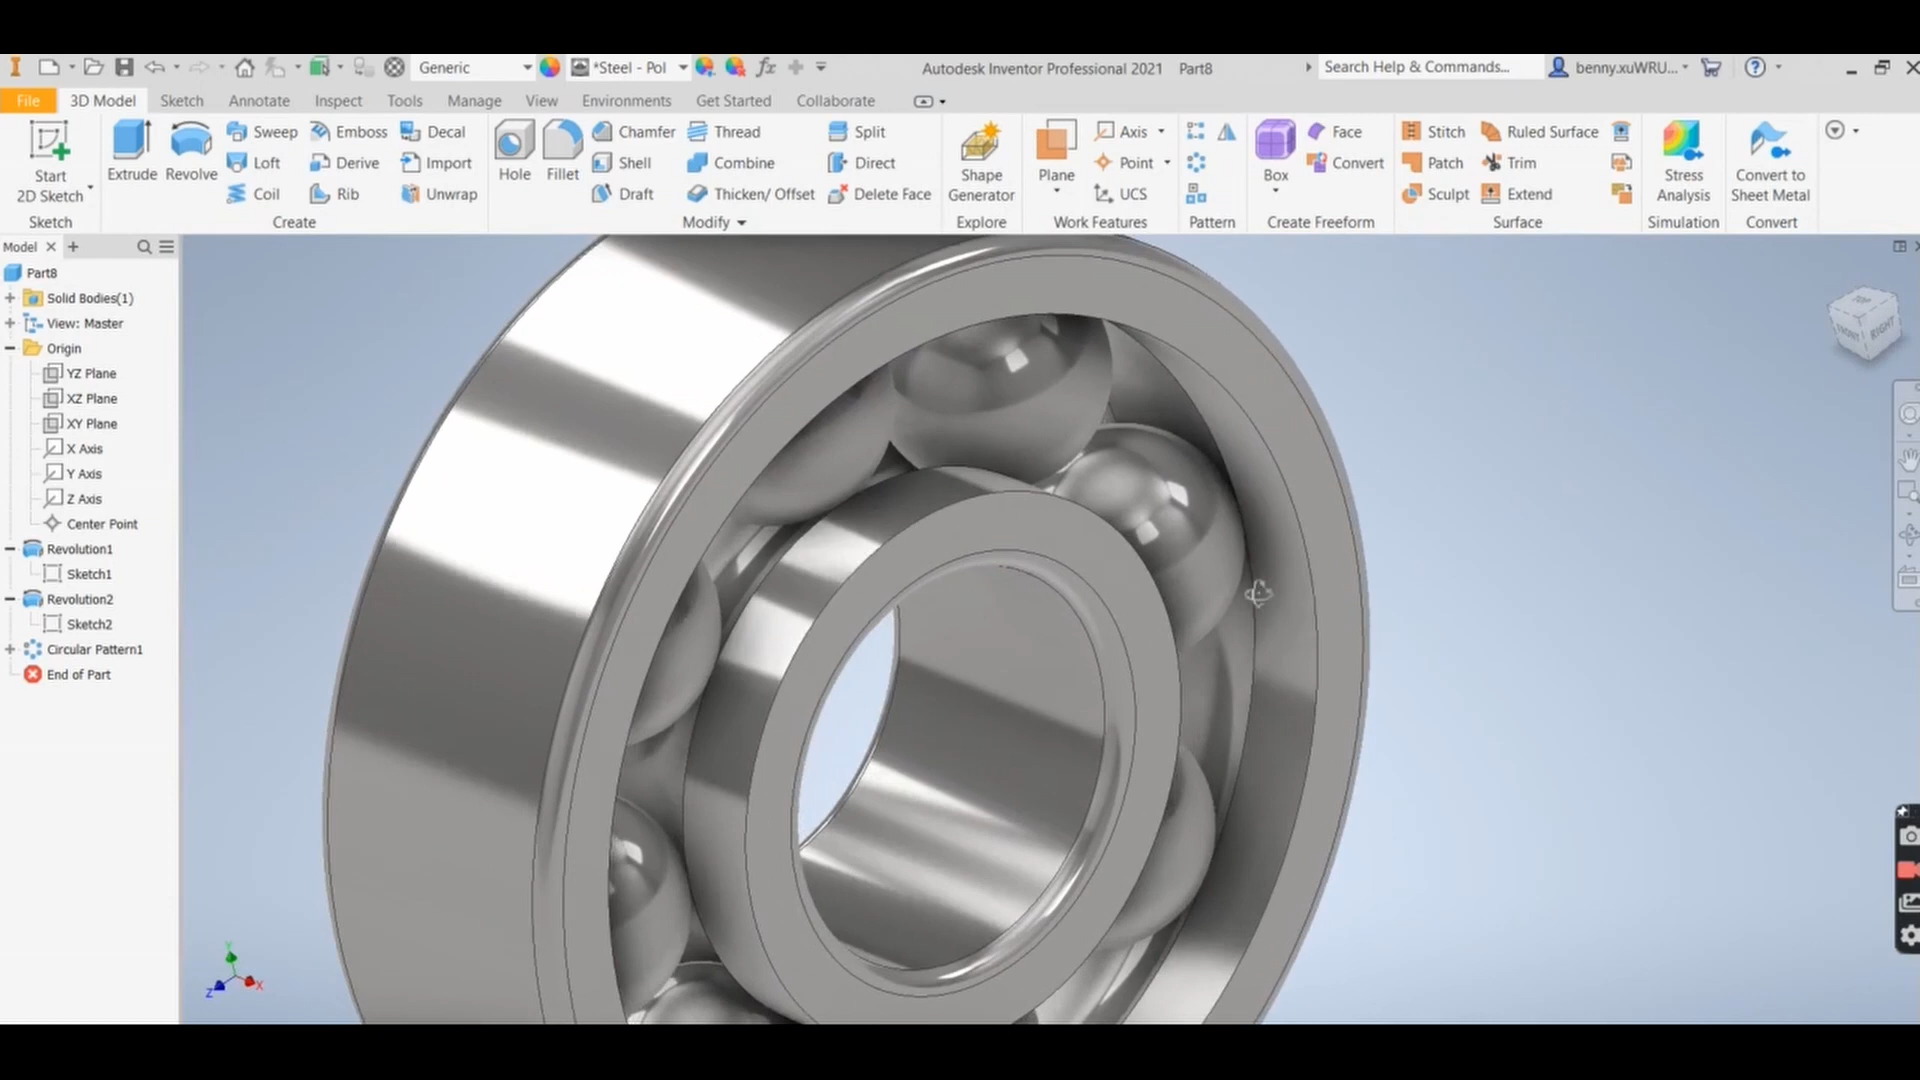 Generic
*Steel - Pol
fx
Autodesk Inventor Professional 2021 Part8
Search Help & Commands...
benny.xuWRU...
File 3D Model Sketch Annotate Inspect Tools Manage View Environments Get Started Collaborate
Start
2D Sketch
Sketch
Extrude
Revolve
Sweep
Emboss
Decal
Loft
Derive
Import
Coil
Rib
Unwrap
Create
Hole
Fillet
Chamfer
Thread
Split
Shell
Combine
Direct
Draft
Thicken/ Offset
Delete Face
Modify
Shape
Generator
Explore
Plane
Axis
Point
UCS
Work Features
Pattern
Box
Face
Convert
Create Freeform
Stitch
Ruled Surface
Patch
Trim
Sculpt
Extend
Surface
Stress
Analysis
Simulation
Convert to
Sheet Metal
Convert
Model
Part8
Solid Bodies(1)
View: Master
Origin
YZ Plane
XZ Plane
XY Plane
X Axis
Y Axis
Z Axis
Center Point
Revolution1
Sketch1
Revolution2
Sketch2
Circular Pattern1
End of Part
TOP
FRONT
RIGHT
Y
Z
X